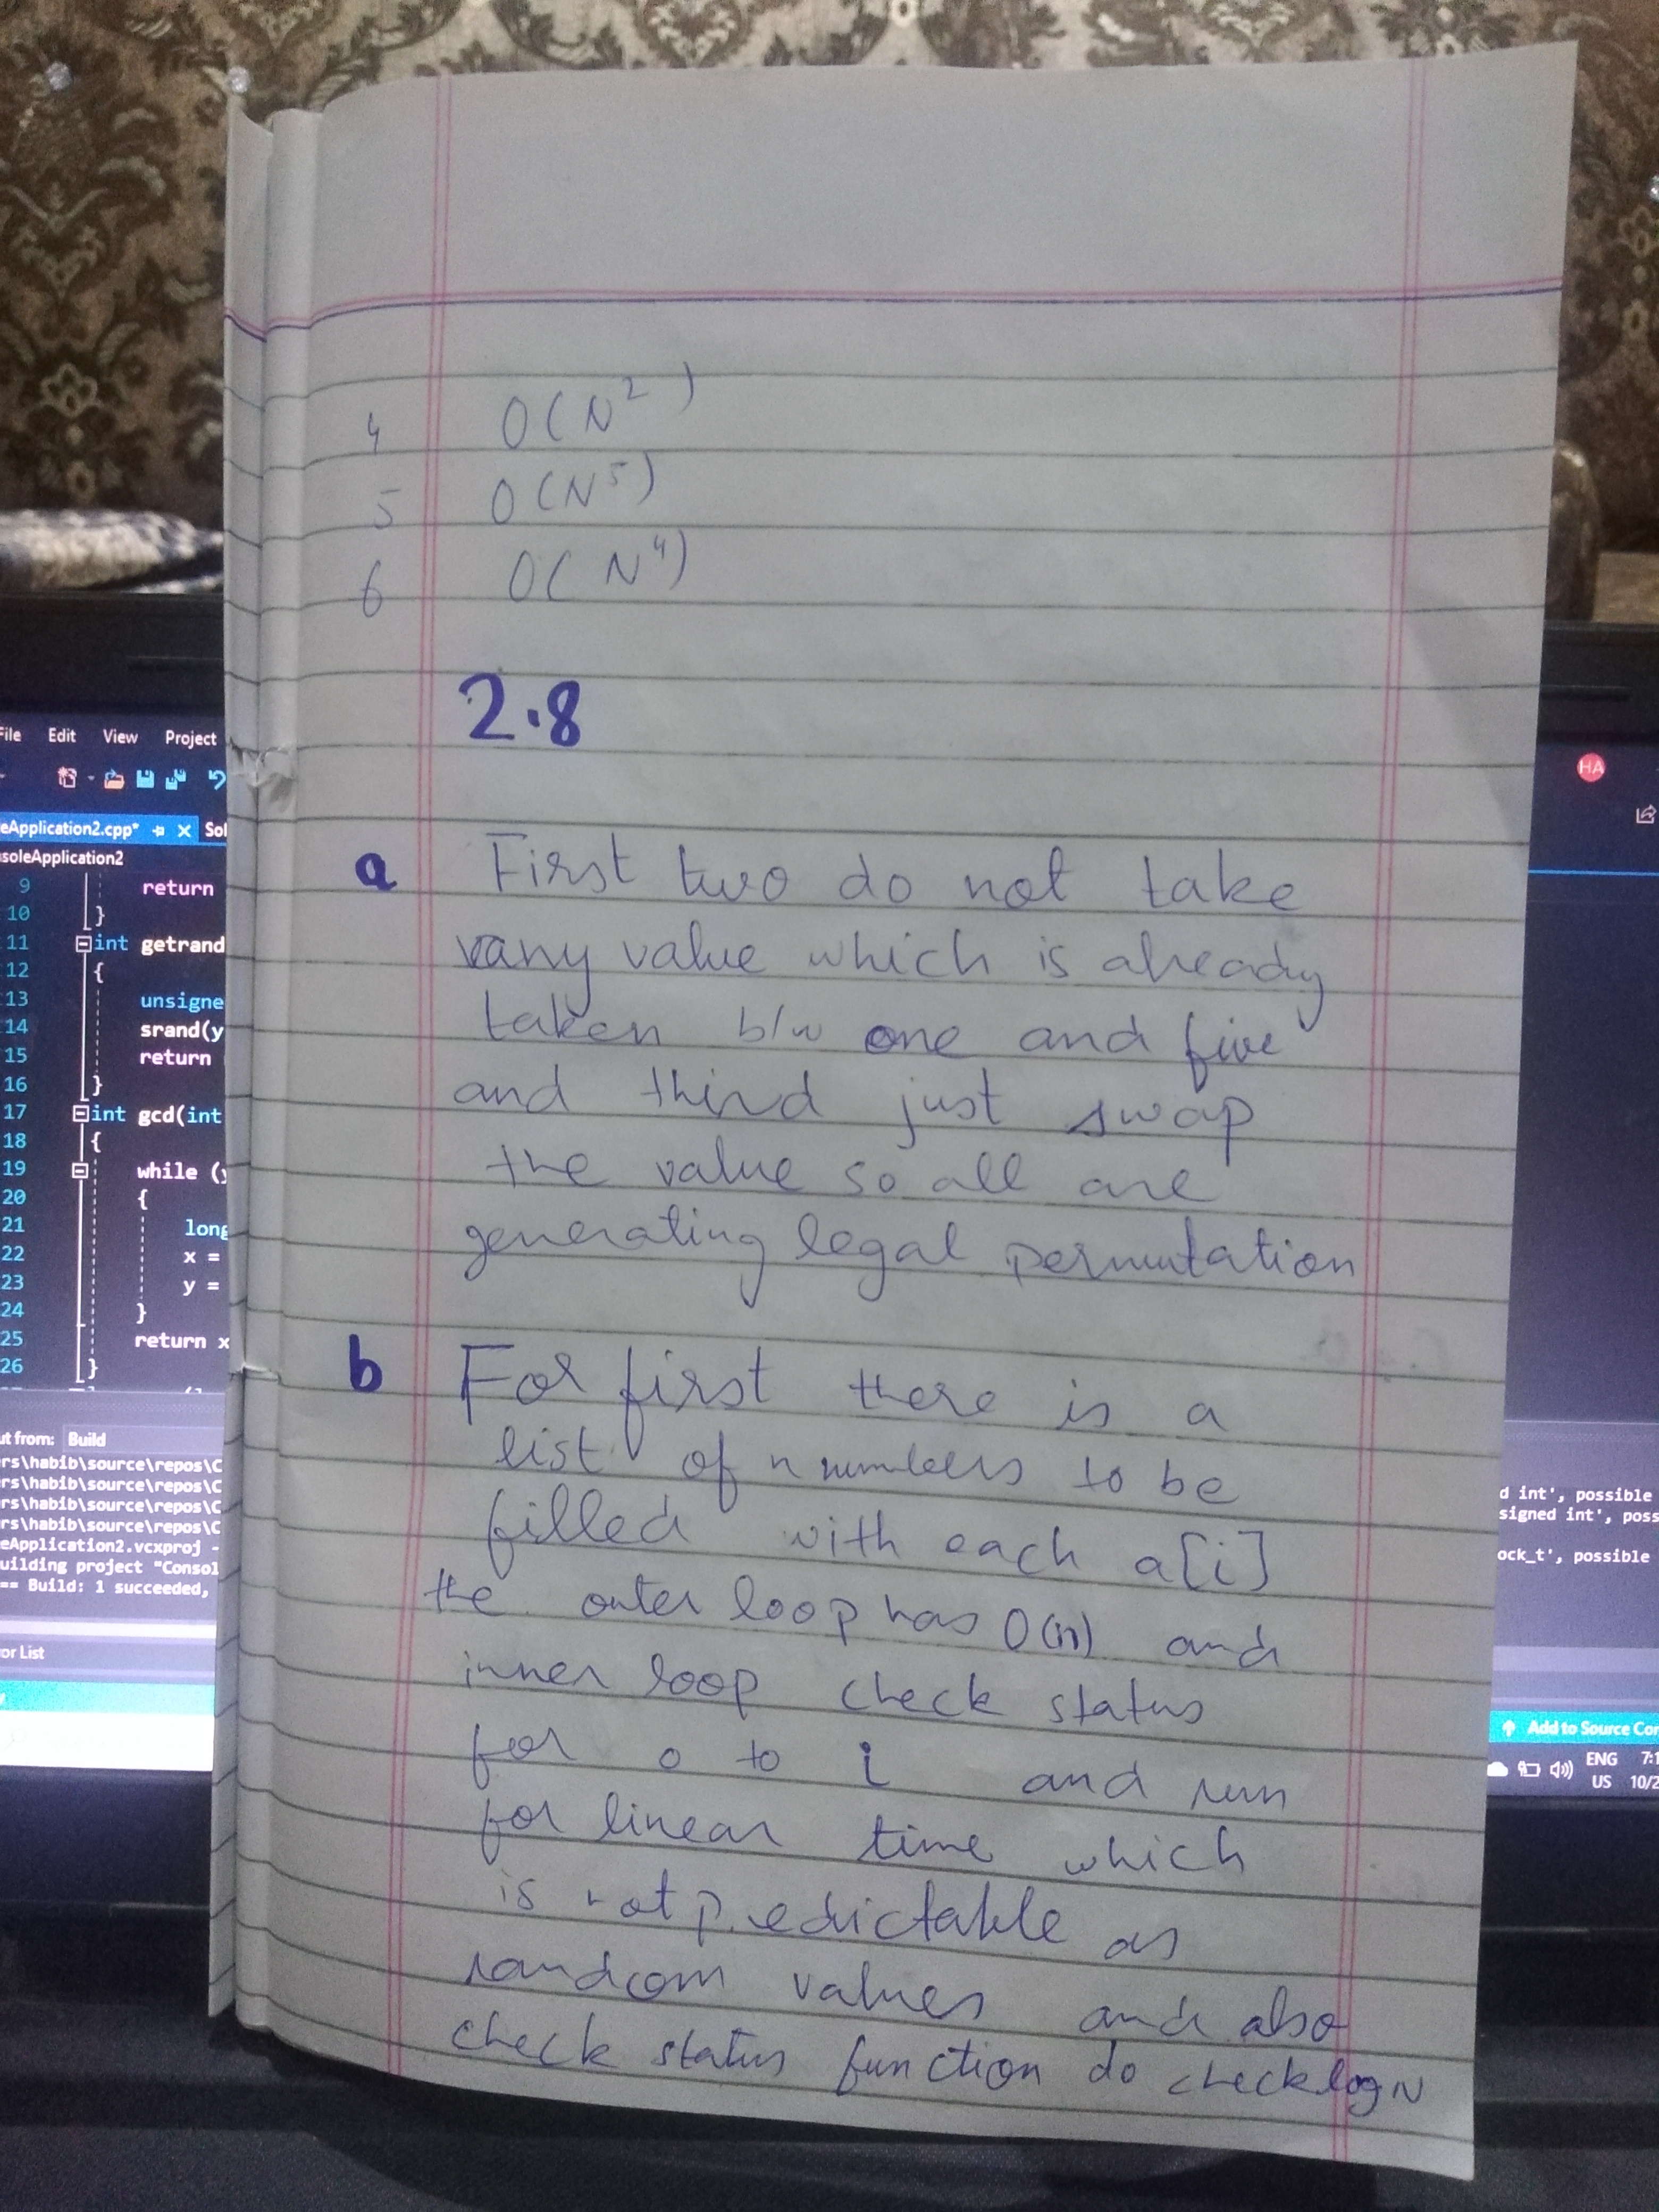 4 O(N²)
5 O(N⁵)
6 O(N⁴)
2.8
a First two do not take
any value which is already
taken b/w one and five
and third just swap
the value so all are
generating legal permutation
b For first there is a
list of n numbers to be
filled with each a[i]
the outer loop has O(n) and
inner loop check status
for 0 to i and run
for linear time which
is not predictable as
random values and also
check status function do check log N
File Edit View Project
eApplication2.cpp* Sol
soleApplication2
9 return
10 }
11 int getrand
12 {
13 unsigne
14 srand(y
15 return
16 }
17 int gcd(int
18 {
19 while (y
20 {
21 long
22 x =
23 y =
24 }
25 return x
26 }
ut from: Build
rs\habib\source\repos\C
rs\habib\source\repos\C
rs\habib\source\repos\C
rs\habib\source\repos\C
eApplication2.vcxproj -
uilding project "Consol
== Build: 1 succeeded,
or List
HA
d int', possible
signed int', poss
ock_t', possible
Add to Source Con
ENG 7:1
US 10/2